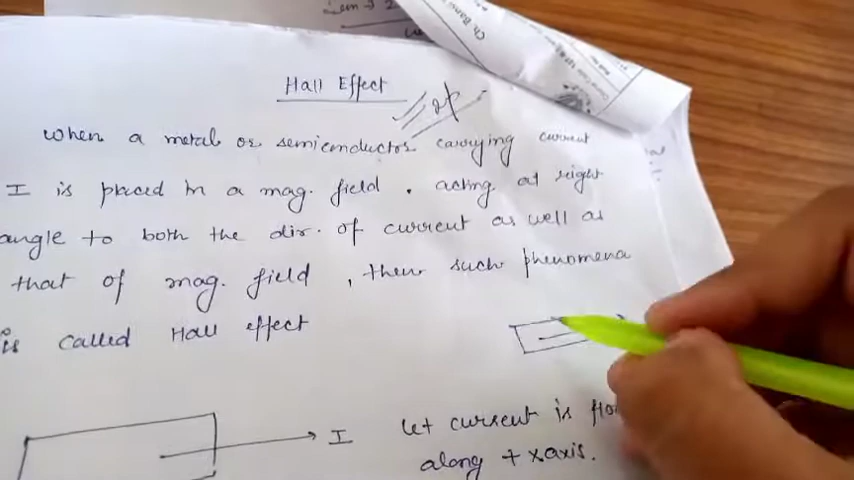 Hall Effect
when a metal or semiconductor carrying current
I is placed in a mag. field . acting at right
angle to both the dir. of current as well as
that of mag. field , then such phenomena
is called Hall effect
I
Let current is
along + x axis.